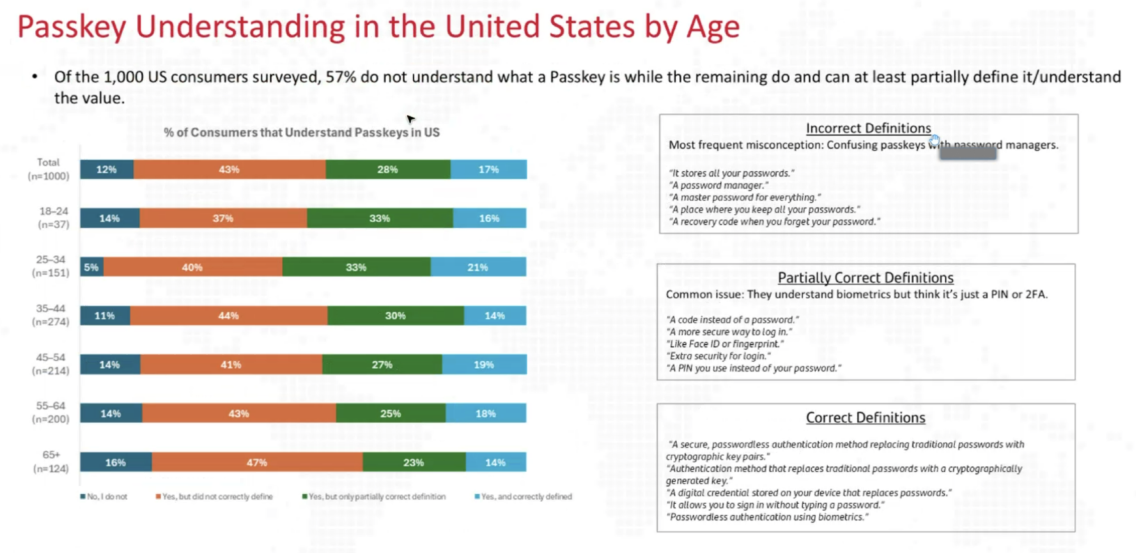 Passkey Understanding in the United States by Age
• Of the 1,000 US consumers surveyed, 57% do not understand what a Passkey is while the remaining do and can at least partially define it/understand
the value.
% of Consumers that Understand Passkeys in US
Total
(n=1000)
12% 43% 28% 17%
18–24
(n=37)
14% 37% 33% 16%
25–34
(n=151)
5% 40% 33% 21%
35–44
(n=274)
11% 44% 30% 14%
45–54
(n=214)
14% 41% 27% 19%
55–64
(n=200)
14% 43% 25% 18%
65+
(n=124)
16% 47% 23% 14%
No, I do not
Yes, but did not correctly define
Yes, but only partially correct definition
Yes, and correctly defined
Incorrect Definitions
Most frequent misconception: Confusing passkeys with password managers.
"It stores all your passwords."
"A password manager."
"A master password for everything."
"A place where you keep all your passwords."
"A recovery code when you forget your password."
Partially Correct Definitions
Common issue: They understand biometrics but think it's just a PIN or 2FA.
"A code instead of a password."
"A more secure way to log in."
"Like Face ID or fingerprint."
"Extra security for login."
"A PIN you use instead of your password."
Correct Definitions
"A secure, passwordless authentication method replacing traditional passwords with
cryptographic key pairs."
"Authentication method that replaces traditional passwords with a cryptographically
generated key."
"A digital credential stored on your device that replaces passwords."
"It allows you to sign in without typing a password."
"Passwordless authentication using biometrics."